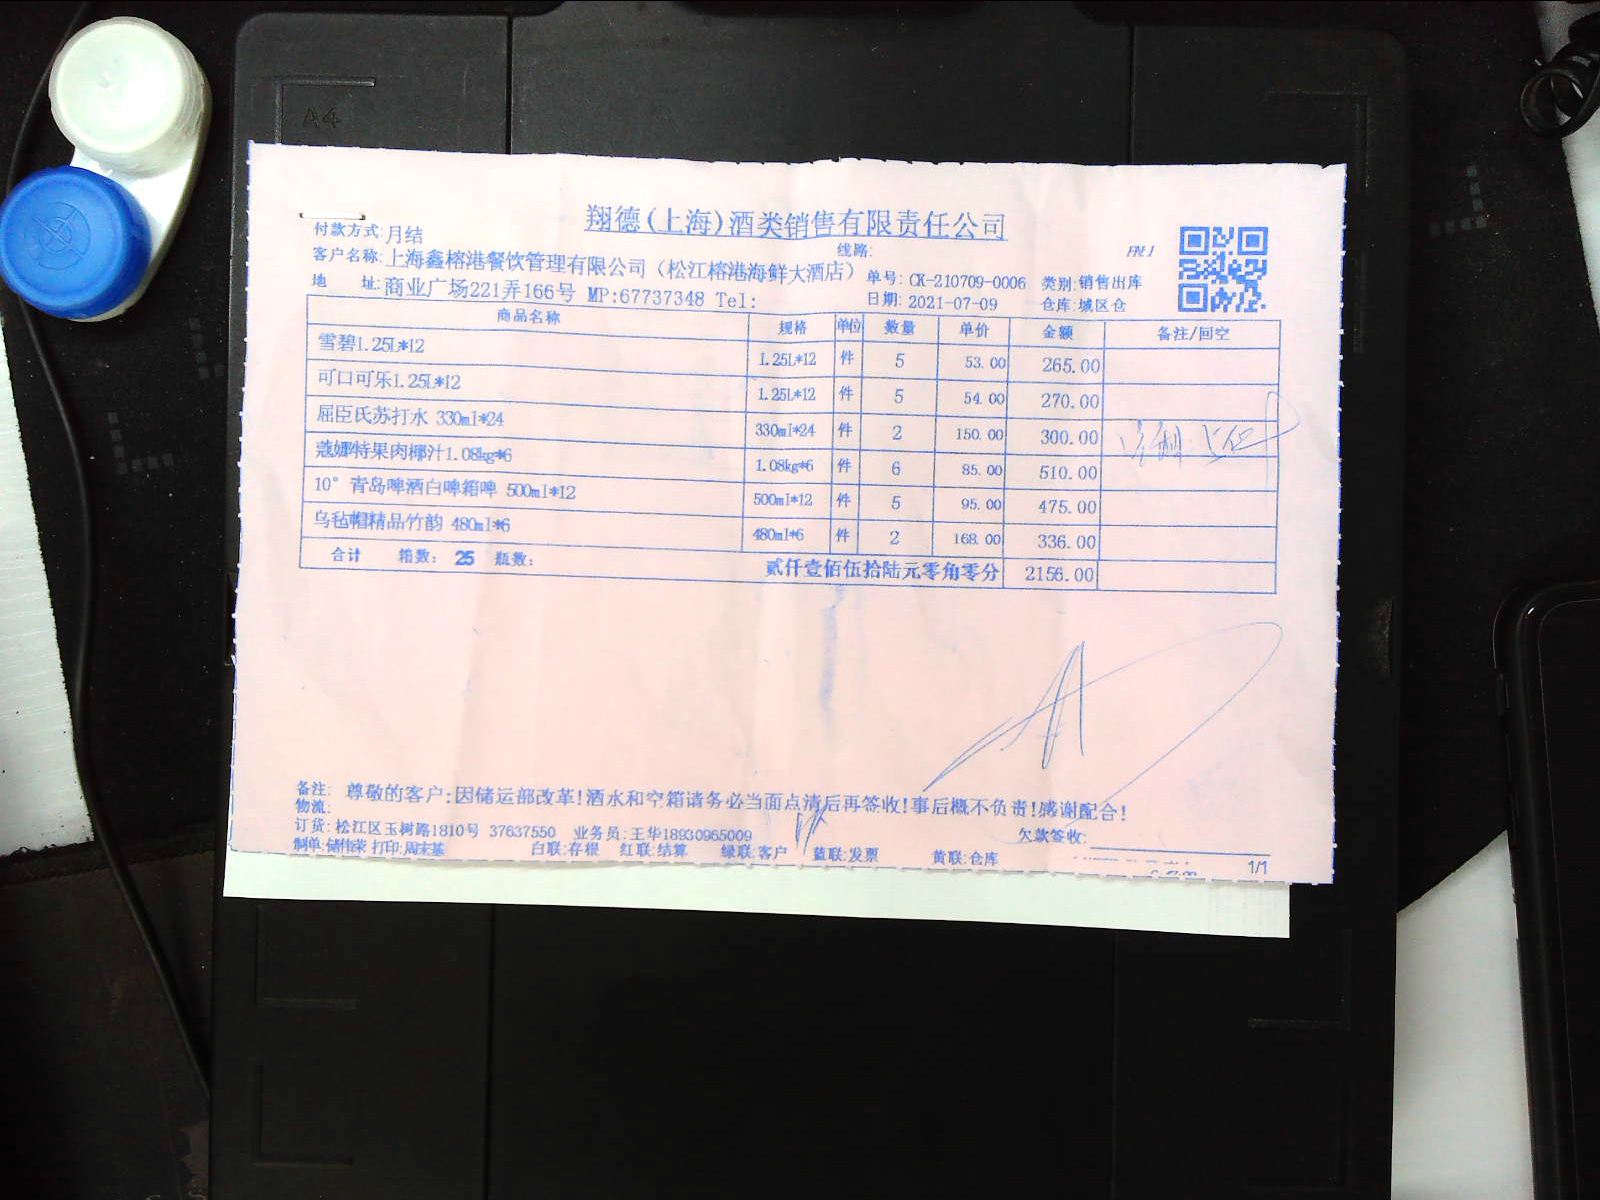 A4
翔德(上海)酒类销售有限责任公司
付款方式:月结
线路:
客户名称:上海鑫榕港餐饮管理有限公司（松江榕港海鲜大酒店） 单号: CK-210709-0006 类别:销售出库
地 址:商业广场221弄166号 MP:67737348 Tel: 日期: 2021-07-09 仓库:城区仓
商品名称 规格 单位 数量 单价 金额 备注/回空
雪碧1.25L*12 1.25L*12 件 5 53.00 265.00
可口可乐1.25L*12 1.25L*12 件 5 54.00 270.00
屈臣氏苏打水 330ml*24 330ml*24 件 2 150.00 300.00
蔻娜特果肉椰汁1.08kg*6 1.08kg*6 件 6 85.00 510.00
10° 青岛啤酒白啤箱啤 500ml*12 500ml*12 件 5 95.00 475.00
乌毡帽精品竹韵 480ml*6 480ml*6 件 2 168.00 336.00
合计 箱数: 25 瓶数: 贰仟壹佰伍拾陆元零角零分 2156.00
备注: 尊敬的客户:因储运部改革!酒水和空箱请务必当面点清后再签收!事后概不负责!感谢配合!
物流:
订货: 松江区玉树路1810号 37637550 业务员:王华18930965009 欠款签收:
制单:储伟荣 打印:周宋基 白联:存根 红联:结算 绿联:客户 蓝联:发票 黄联:仓库 1/1